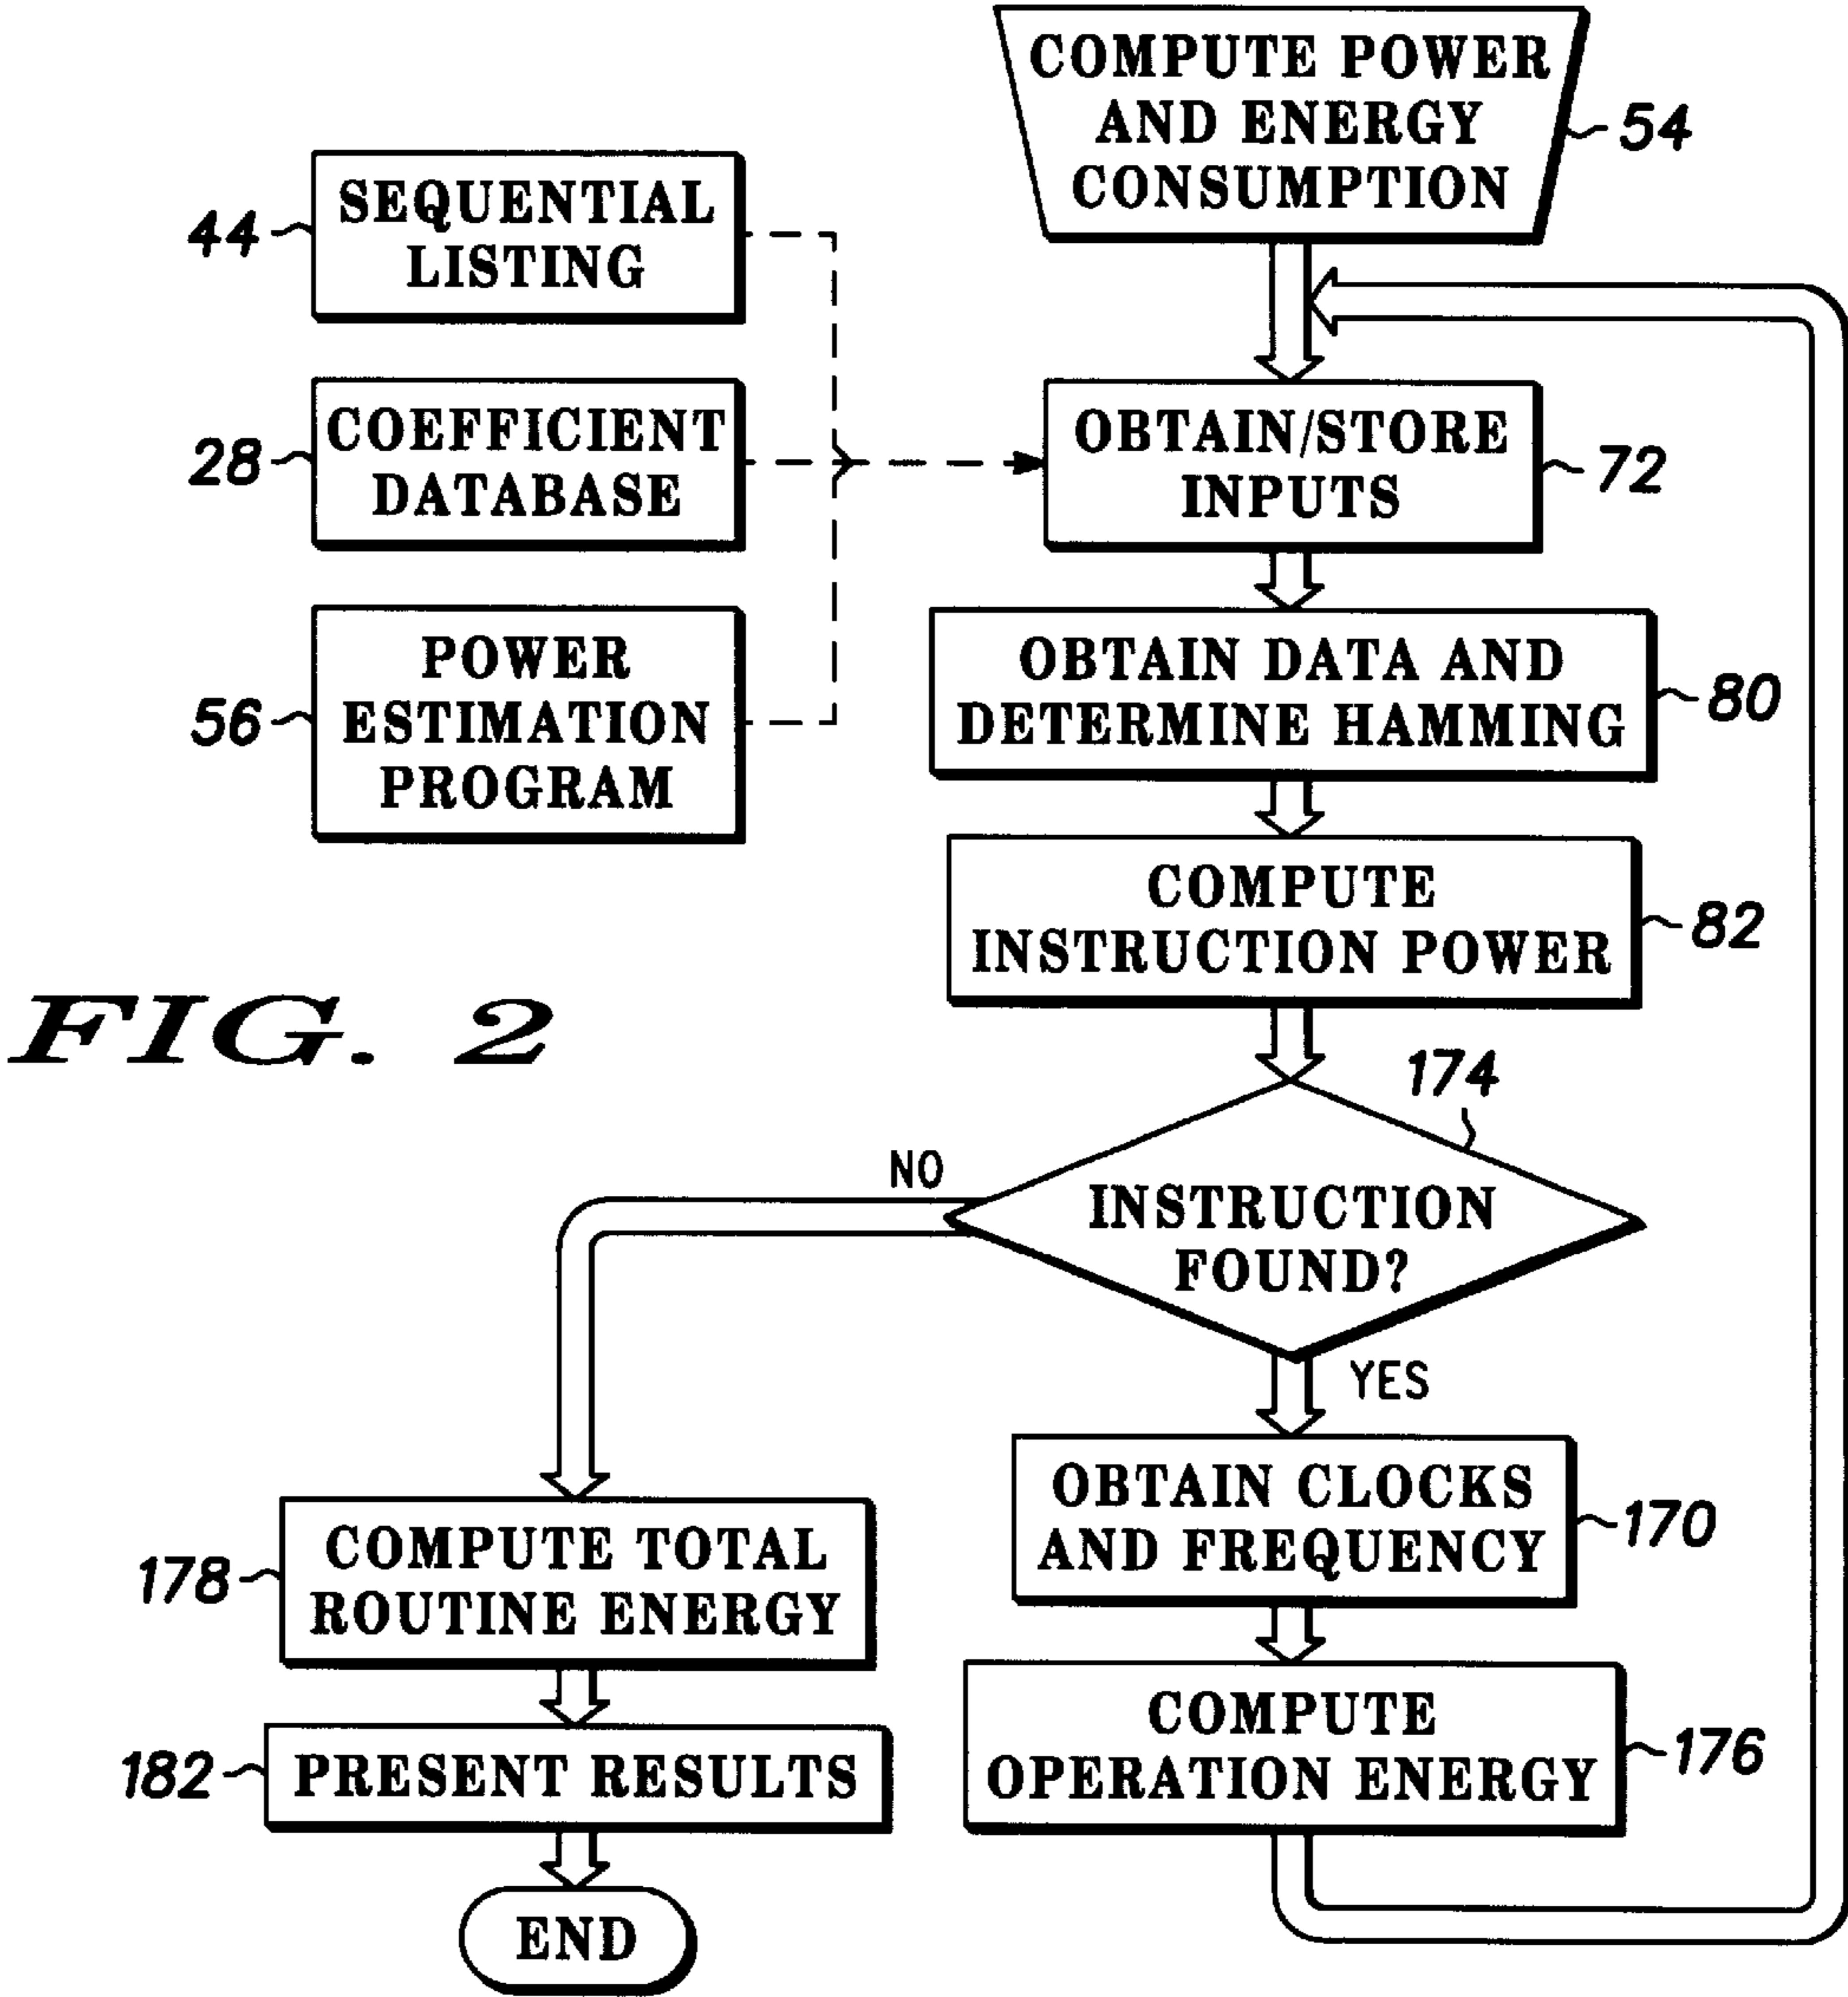 COMPUTE POWER
AND ENERGY
CONSUMPTION
54
SEQUENTIAL
LISTING
44
COEFFICIENT
DATABASE
28
OBTAIN/STORE
INPUTS
72
POWER
ESTIMATION
PROGRAM
56
OBTAIN DATA AND
DETERMINE HAMMING
80
COMPUTE
INSTRUCTION POWER
82
FIG. 2
174
INSTRUCTION
FOUND?
NO
YES
OBTAIN CLOCKS
AND FREQUENCY
170
COMPUTE TOTAL
ROUTINE ENERGY
178
COMPUTE
OPERATION ENERGY
176
PRESENT RESULTS
182
END